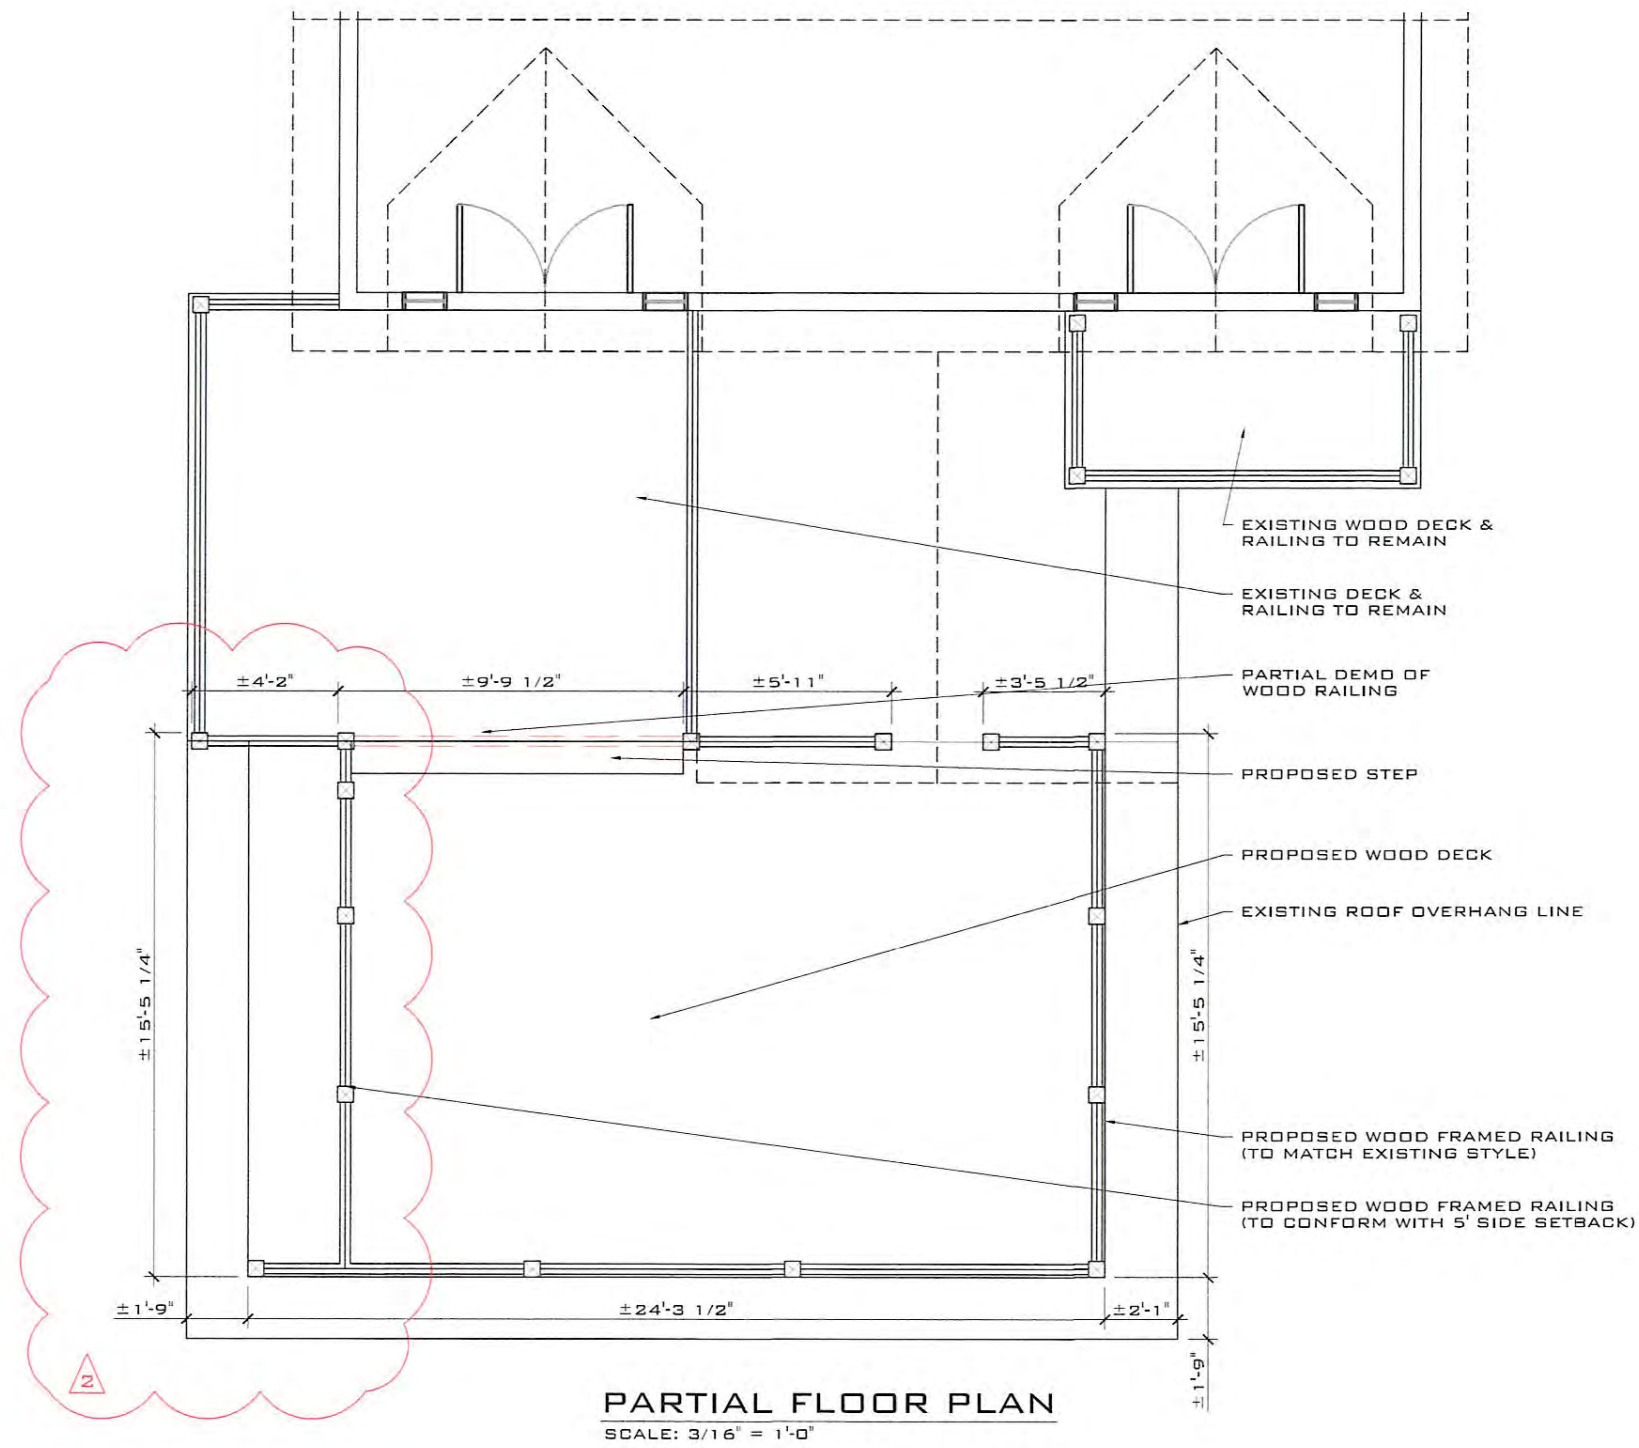 EXISTING WOOD DECK &
RAILING TO REMAIN
EXISTING DECK &
RAILING TO REMAIN
±4'-2"
±9'-9 1/2"
±5'-11"
±3'-5 1/2"
PARTIAL DEMO OF
WOOD RAILING
PROPOSED STEP
PROPOSED WOOD DECK
EXISTING ROOF OVERHANG LINE
±15'-5 1/4"
±15'-5 1/4"
PROPOSED WOOD FRAMED RAILING
(TO MATCH EXISTING STYLE)
PROPOSED WOOD FRAMED RAILING
(TO CONFORM WITH 5' SIDE SETBACK)
±1'-9"
±24'-3 1/2"
±2'-1"
±1'-9"
2
PARTIAL FLOOR PLAN
SCALE: 3/16" = 1'-0"